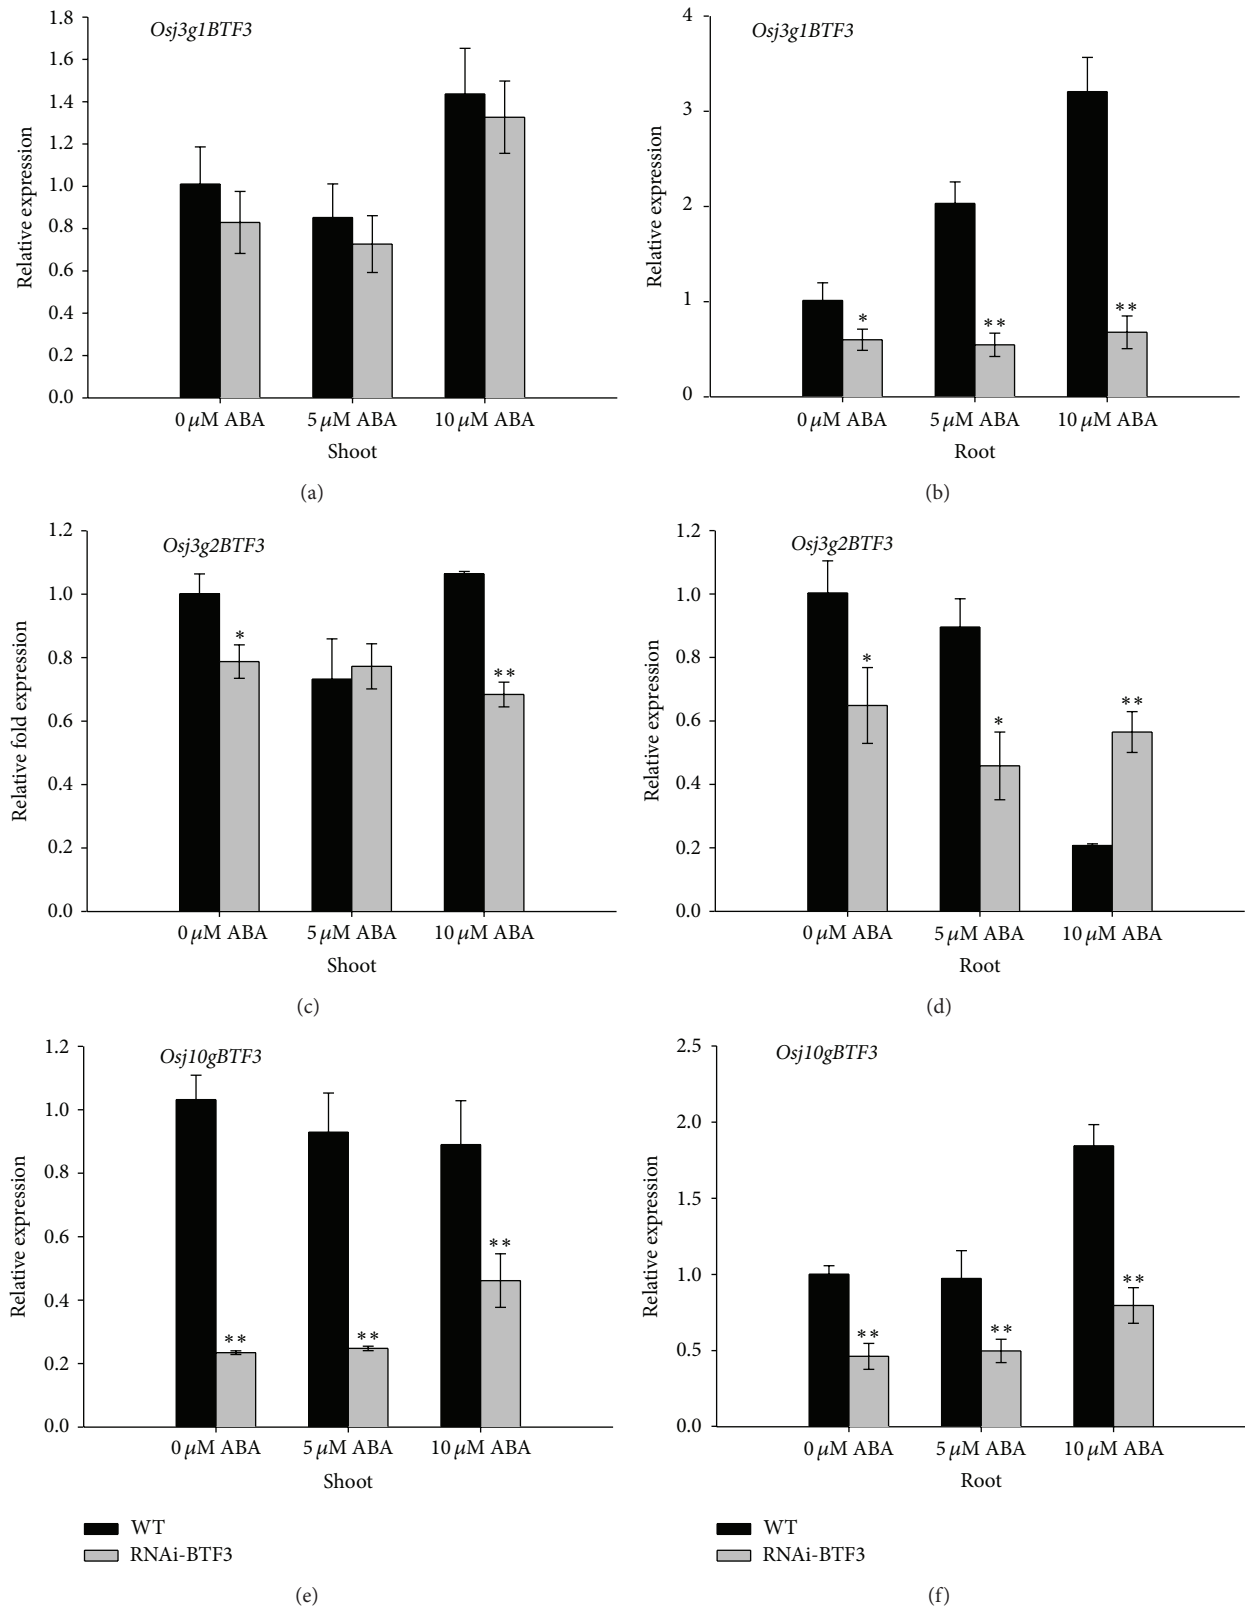 Osj3g1BTF3
Relative expression
1.8
1.6
1.4
1.2
1.0
0.8
0.6
0.4
0.2
0.0
0 μM ABA
5 μM ABA
10 μM ABA
Shoot
(a)
Osj3g1BTF3
Relative expression
4
3
2
1
0
*
**
**
0 μM ABA
5 μM ABA
10 μM ABA
Root
(b)
Osj3g2BTF3
Relative fold expression
1.2
1.0
0.8
0.6
0.4
0.2
0.0
*
**
0 μM ABA
5 μM ABA
10 μM ABA
Shoot
(c)
Osj3g2BTF3
Relative expression
1.2
1.0
0.8
0.6
0.4
0.2
0.0
*
*
**
0 μM ABA
5 μM ABA
10 μM ABA
Root
(d)
Osj10gBTF3
Relative expression
1.2
1.0
0.8
0.6
0.4
0.2
0.0
**
**
**
0 μM ABA
5 μM ABA
10 μM ABA
Shoot
WT
RNAi-BTF3
(e)
Osj10gBTF3
Relative expression
2.5
2.0
1.5
1.0
0.5
0.0
**
**
**
0 μM ABA
5 μM ABA
10 μM ABA
Root
WT
RNAi-BTF3
(f)